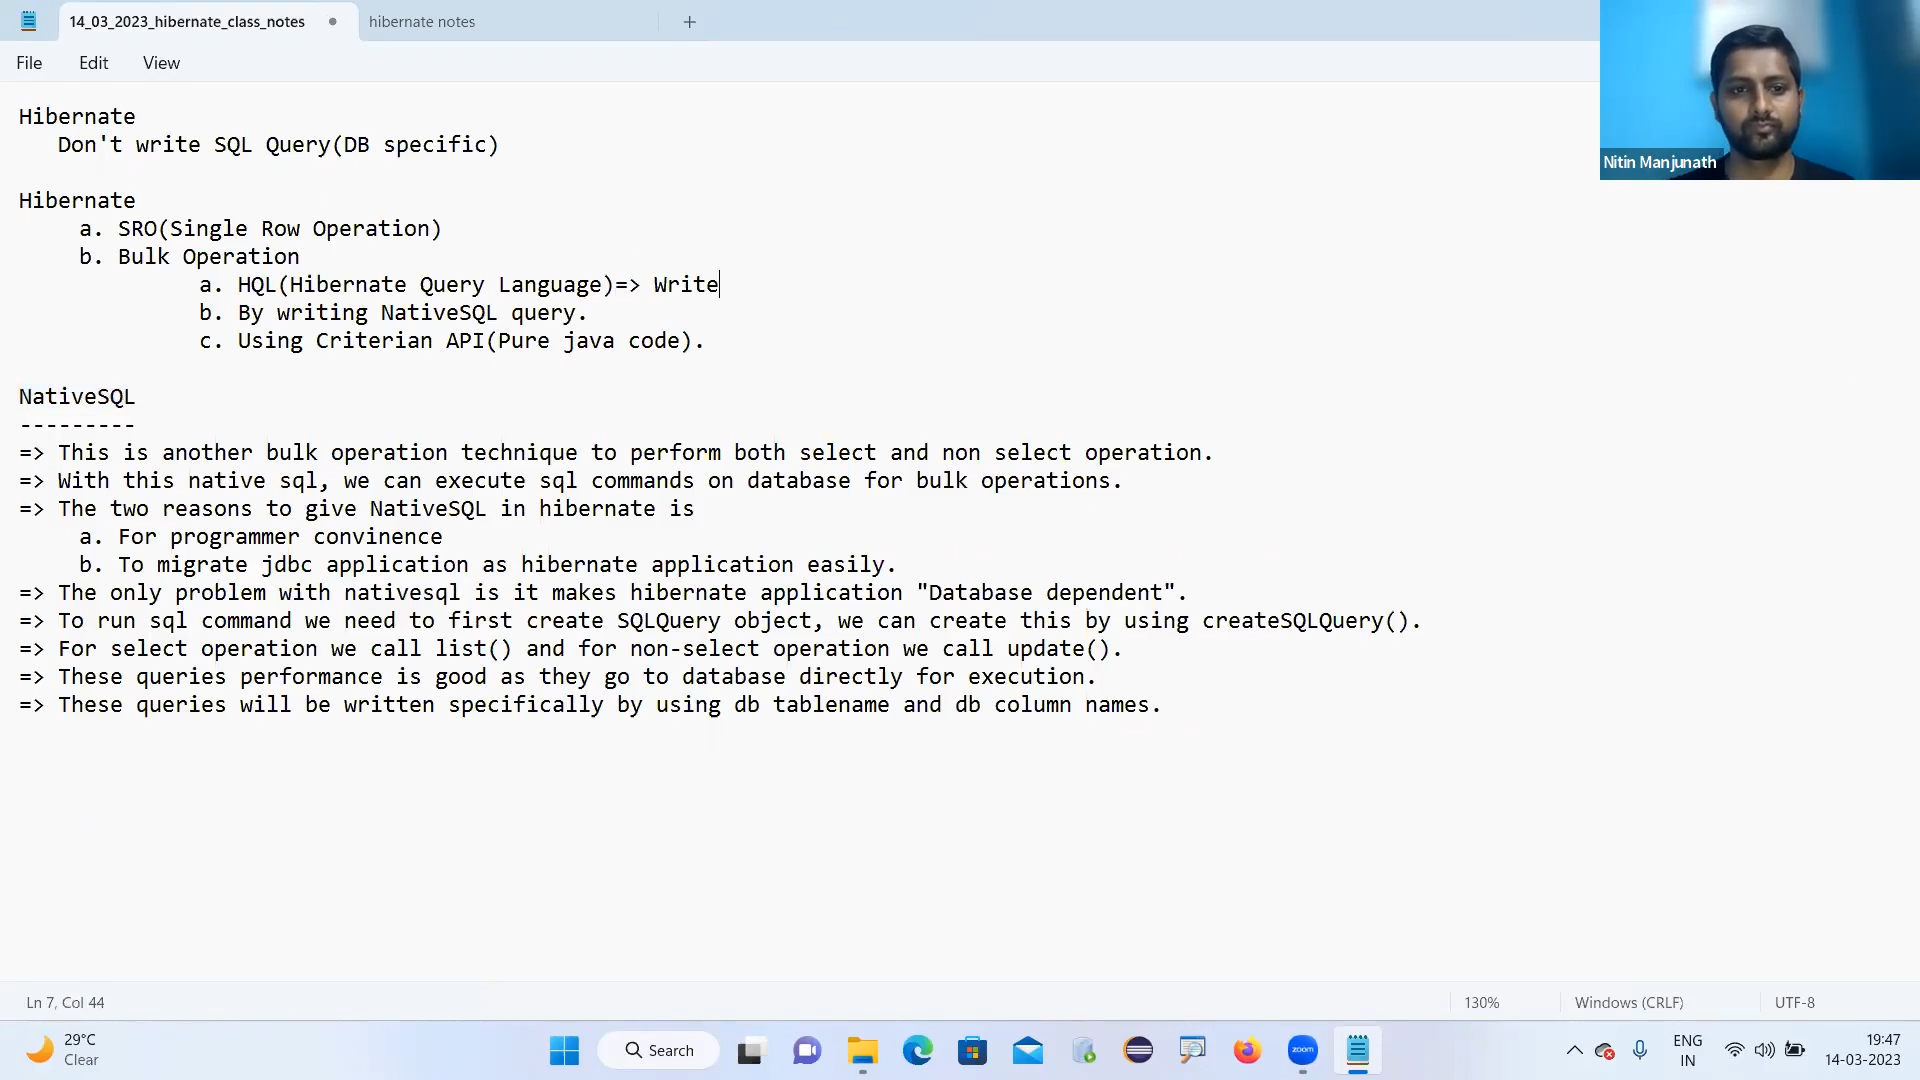 14_03_2023_hibernate_class_notes
hibernate notes
File Edit View
Nitin Manjunath
Hibernate
Don't write SQL Query(DB specific)
Hibernate
a. SRO(Single Row Operation)
b. Bulk Operation
a. HQL(Hibernate Query Language)=> Write
b. By writing NativeSQL query.
c. Using Criterian API(Pure java code).
NativeSQL
---------
=> This is another bulk operation technique to perform both select and non select operation.
=> With this native sql, we can execute sql commands on database for bulk operations.
=> The two reasons to give NativeSQL in hibernate is
a. For programmer convinence
b. To migrate jdbc application as hibernate application easily.
=> The only problem with nativesql is it makes hibernate application "Database dependent".
=> To run sql command we need to first create SQLQuery object, we can create this by using createSQLQuery().
=> For select operation we call list() and for non-select operation we call update().
=> These queries performance is good as they go to database directly for execution.
=> These queries will be written specifically by using db tablename and db column names.
Ln 7, Col 44
130%
Windows (CRLF)
UTF-8
29°C
Clear
Search
zoom
ENG
IN
19:47
14-03-2023